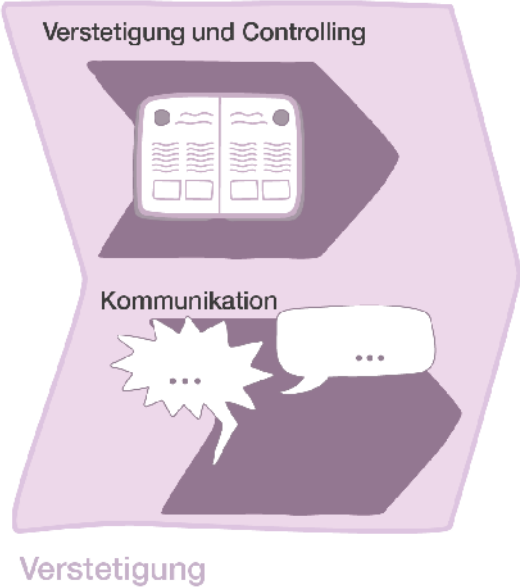 Verstetigung und Controlling
Kommunikation
...
...
Verstetigung